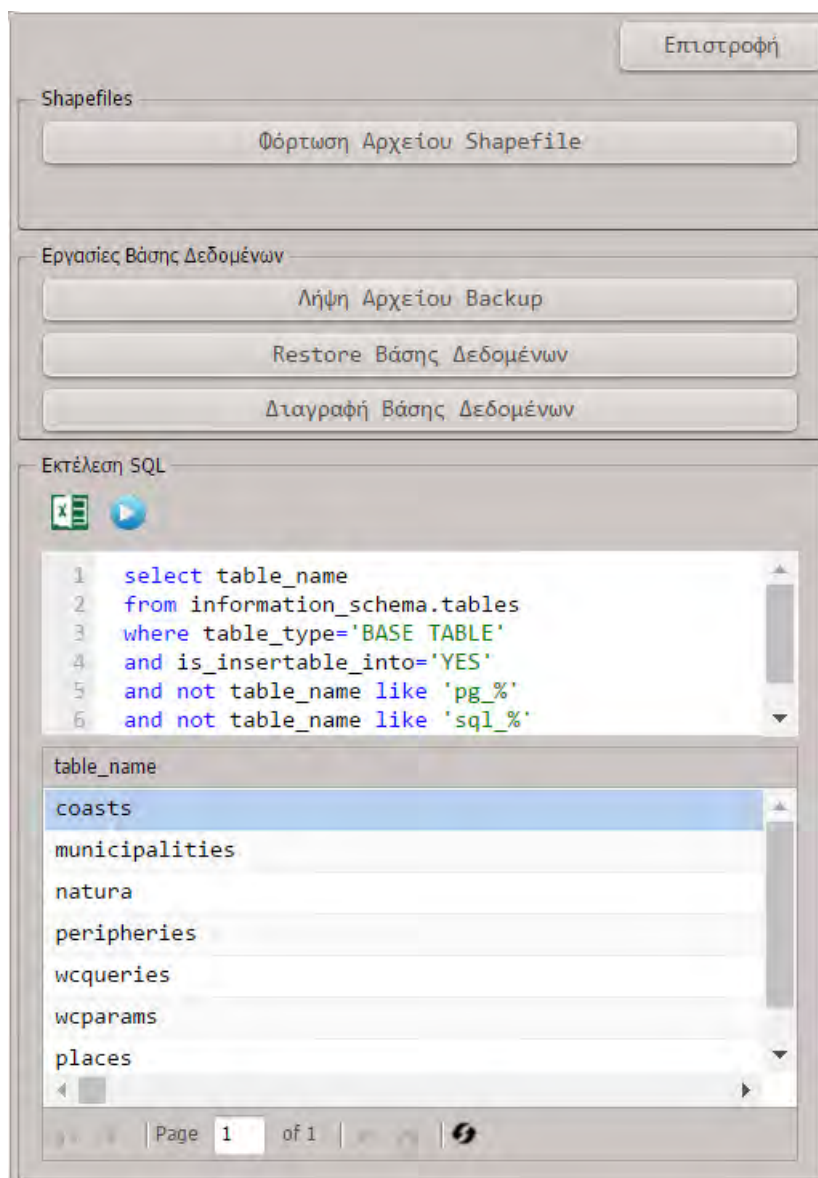 Επιστροφή
Shapefiles
Φόρτωση Αρχείου Shapefile
Εργασίες Βάσης Δεδομένων
Λήψη Αρχείου Backup
Restore Βάσης Δεδομένων
Διαγραφή Βάσης Δεδομένων
Εκτέλεση SQL
1 select table_name
2 from information_schema.tables
3 where table_type='BASE TABLE'
4 and is_insertable_into='YES'
5 and not table_name like 'pg_%'
6 and not table_name like 'sql_%'
table_name
coasts
municipalities
natura
peripheries
wcqueries
wcparams
places
Page 1 of 1